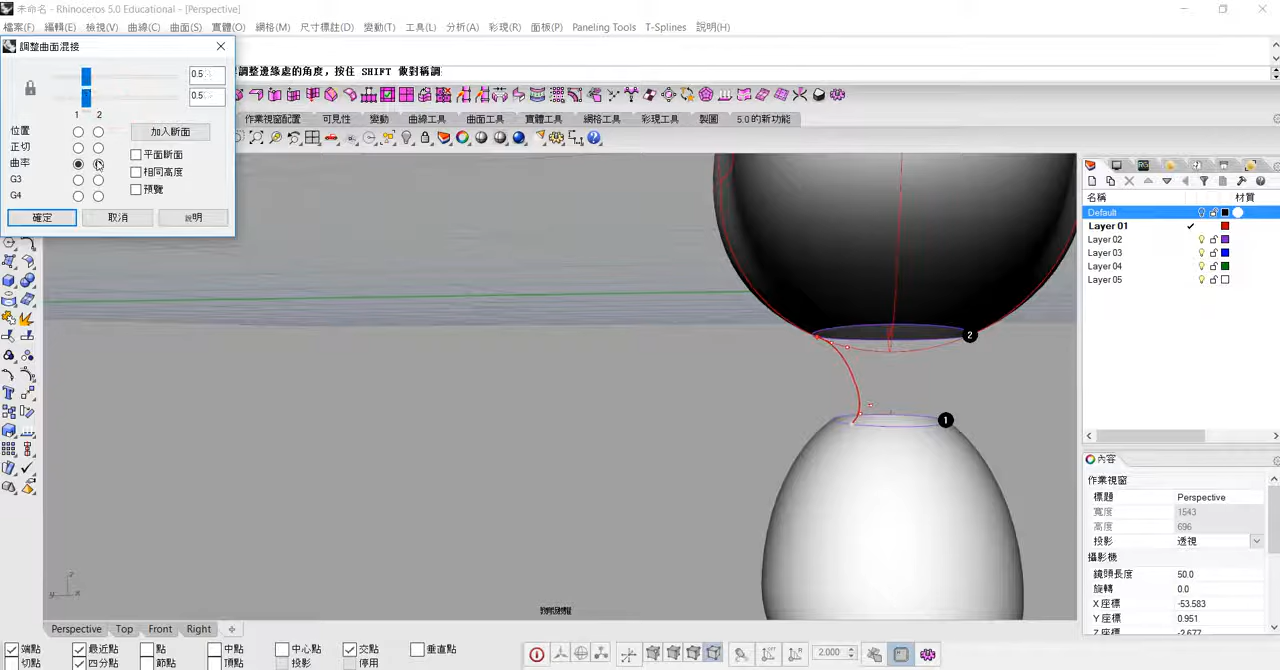 未命名 - Rhinoceros 5.0 Educational - [Perspective]
檔案(F) 編輯(E) 檢視(V) 曲線(C) 曲面(S) 實體(O) 網格(M) 尺寸標註(D) 變動(T) 工具(L) 分析(A) 彩現(R) 面板(P) Paneling Tools T-Splines 說明(H)
調整曲面混接
調整邊緣處的角度，按住 SHIFT 做對稱調
0.5
0.5
1 2
位置
正切
曲率
G3
G4
加入斷面
平面斷面
相同高度
預覽
確定 取消 說明
作業視窗配置 可見性 變動 曲線工具 曲面工具 實體工具 網格工具 彩現工具 製圖 5.0 的新功能
2
1
名稱 材質
Default
Layer 01
Layer 02
Layer 03
Layer 04
Layer 05
內容
作業視窗
標題 Perspective
寬度 1543
高度 696
投影 透視
攝影機
鏡頭長度 50.0
旋轉 0.0
X 座標 -53.583
Y 座標 0.951
Z 座標 -2.677
z
y x
Perspective Top Front Right
端點 最近點 點 中點 中心點 交點 垂直點
切點 四分點 節點 頂點 投影 停用
2.000